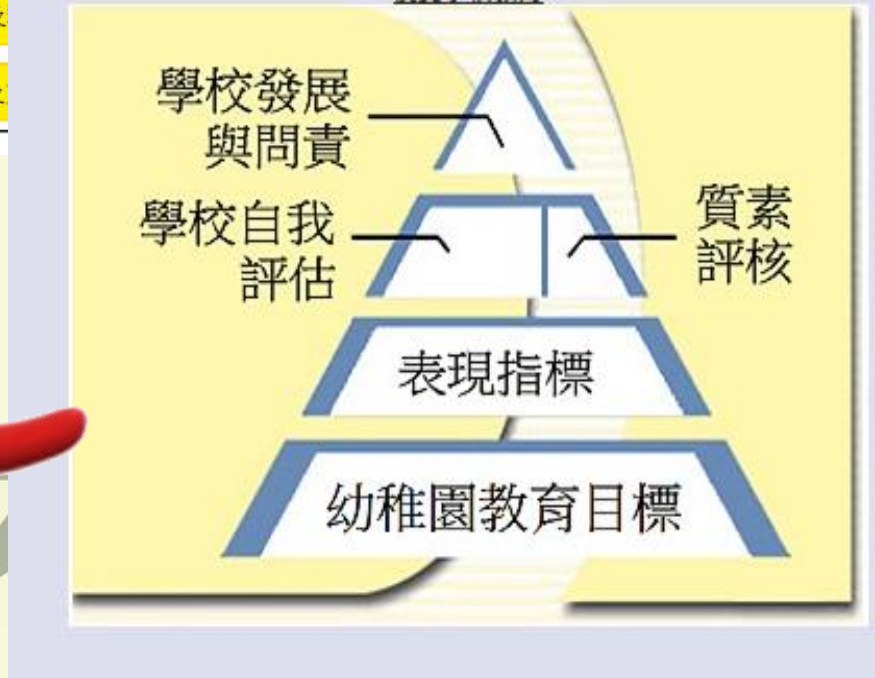 學校發展
與問責
學校自我
評估
質素
評核
表現指標
幼稚園教育目標